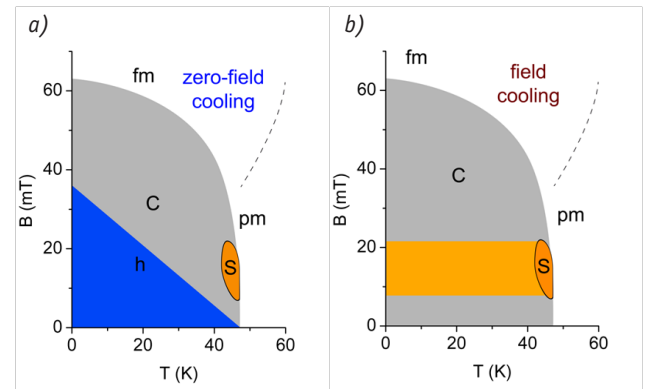 a)
fm
zero-field
cooling
60
40
20
0
B (mT)
C
pm
h
S
0
20
40
60
T (K)
b)
fm
field
cooling
60
40
20
0
B (mT)
C
pm
S
0
20
40
60
T (K)